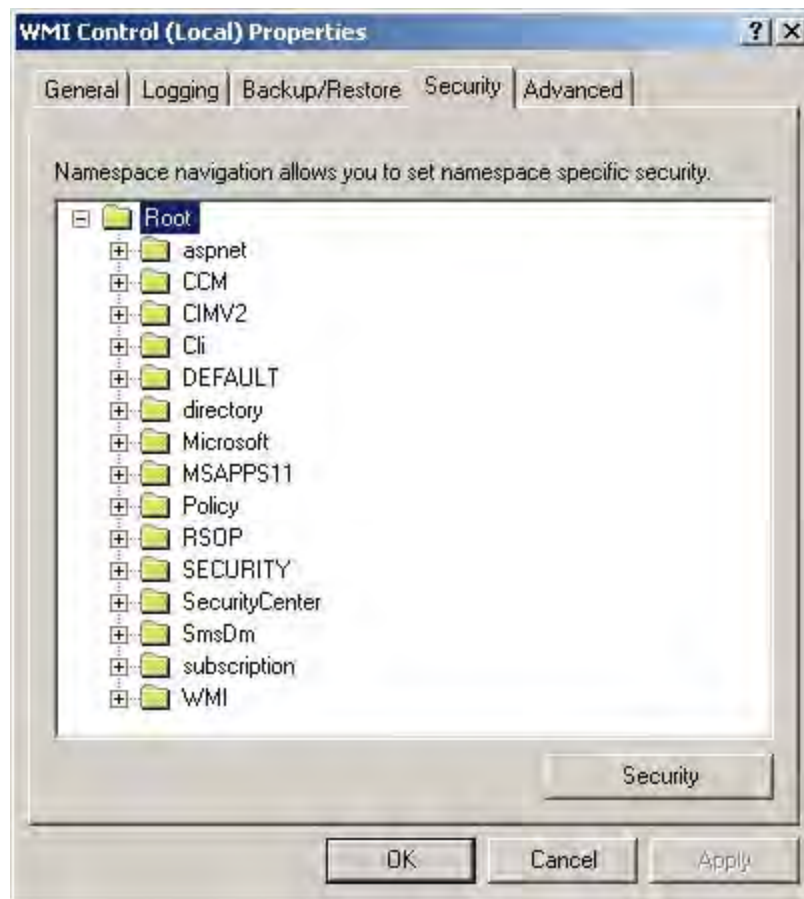 WMI Control (Local) Properties
General
Logging
Backup/Restore
Security
Advanced
Namespace navigation allows you to set namespace specific security.
Root
aspnet
CCM
CIMV2
Cli
DEFAULT
directory
Microsoft
MSAPPS11
Policy
RSOP
SECURITY
SecurityCenter
SmsDm
subscription
WMI
Security
OK
Cancel
Apply